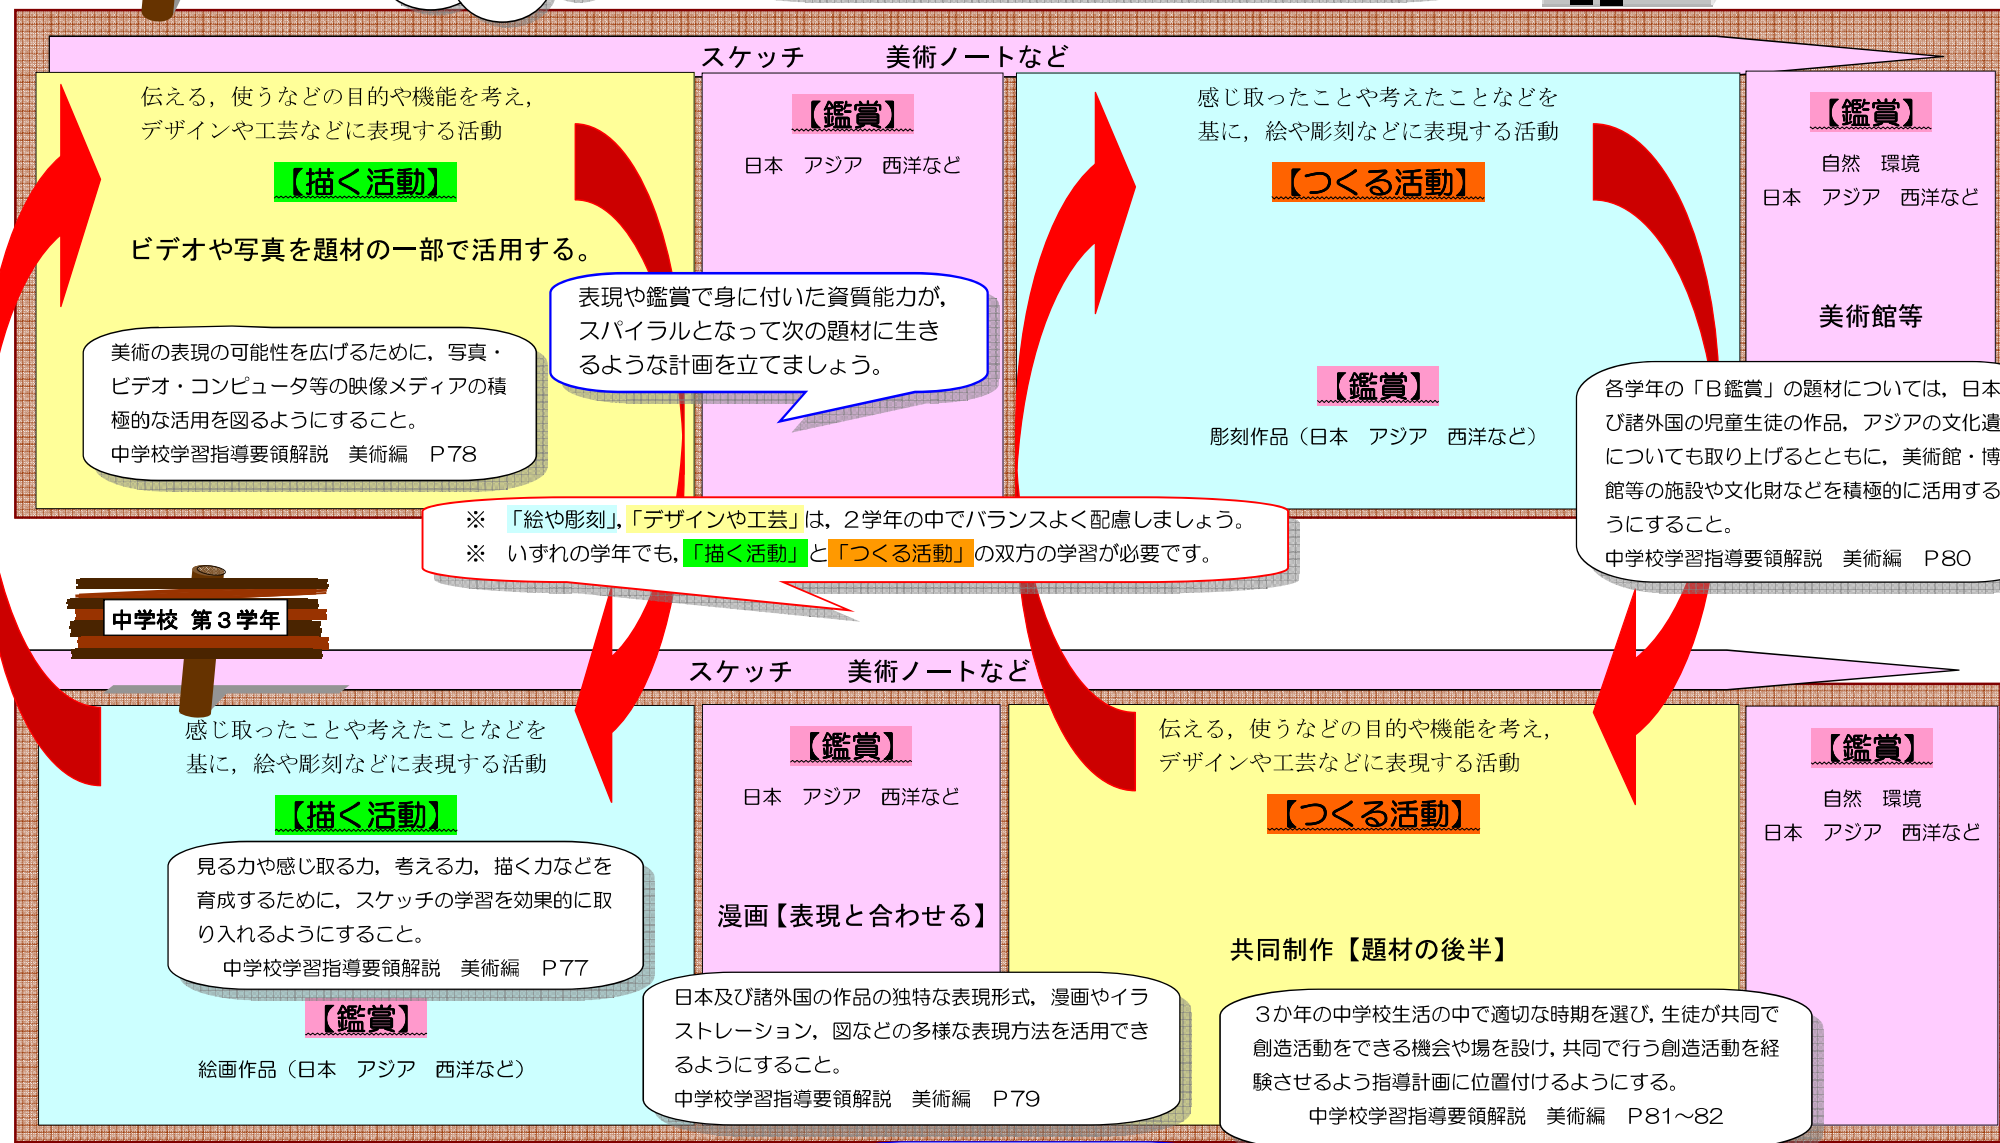 スケッチ　　美術ノートなど
伝える，使うなどの目的や機能を考え，
デザインや工芸などに表現する活動
【描く活動】
ビデオや写真を題材の一部で活用する。
美術の表現の可能性を広げるために，写真・
ビデオ・コンピュータ等の映像メディアの積
極的な活用を図るようにすること。
中学校学習指導要領解説　美術編　Ｐ78
【鑑賞】
日本　アジア　西洋など
表現や鑑賞で身に付いた資質能力が，
スパイラルとなって次の題材に生き
るような計画を立てましょう。
感じ取ったことや考えたことなどを
基に，絵や彫刻などに表現する活動
【つくる活動】
【鑑賞】
彫刻作品（日本　アジア　西洋など）
【鑑賞】
自然　環境
日本　アジア　西洋など
美術館等
各学年の「Ｂ鑑賞」の題材については，日本
び諸外国の児童生徒の作品，アジアの文化遺
についても取り上げるとともに，美術館・博
館等の施設や文化財などを積極的に活用する
うにすること。
中学校学習指導要領解説　美術編　Ｐ80
※　「絵や彫刻」，「デザインや工芸」は，２学年の中でバランスよく配慮しましょう。
※　いずれの学年でも，「描く活動」と「つくる活動」の双方の学習が必要です。
中学校 第３学年
スケッチ　　美術ノートなど
感じ取ったことや考えたことなどを
基に，絵や彫刻などに表現する活動
【描く活動】
見る力や感じ取る力，考える力，描く力などを
育成するために，スケッチの学習を効果的に取
り入れるようにすること。
中学校学習指導要領解説　美術編　Ｐ77
【鑑賞】
絵画作品（日本　アジア　西洋など）
【鑑賞】
日本　アジア　西洋など
漫画【表現と合わせる】
日本及び諸外国の作品の独特な表現形式，漫画やイラ
ストレーション，図などの多様な表現方法を活用でき
るようにすること。
中学校学習指導要領解説　美術編　Ｐ79
伝える，使うなどの目的や機能を考え，
デザインや工芸などに表現する活動
【つくる活動】
共同制作【題材の後半】
３か年の中学校生活の中で適切な時期を選び，生徒が共同で
創造活動をできる機会や場を設け，共同で行う創造活動を経
験させるよう指導計画に位置付けるようにする。
中学校学習指導要領解説　美術編　Ｐ81～82
【鑑賞】
自然　環境
日本　アジア　西洋など